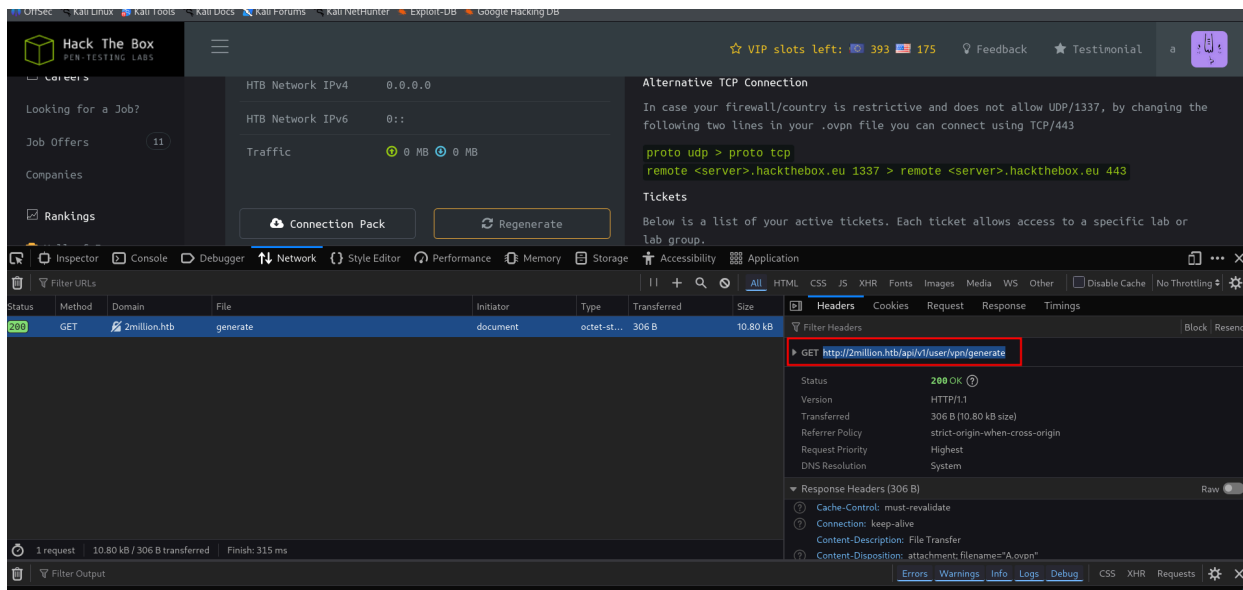 OffSec Kali Linux Kali Tools Kali Docs Kali Forums Kali NetHunter Exploit-DB Google Hacking DB
Hack The Box
PEN-TESTING LABS
VIP slots left: 393 175 Feedback Testimonial a
Careers
Looking for a Job?
Job Offers 11
Companies
Rankings
HTB Network IPv4 0.0.0.0
HTB Network IPv6 0::
Traffic 0 MB 0 MB
Connection Pack Regenerate
Alternative TCP Connection
In case your firewall/country is restrictive and does not allow UDP/1337, by changing the
following two lines in your .ovpn file you can connect using TCP/443
proto udp > proto tcp
remote <server>.hackthebox.eu 1337 > remote <server>.hackthebox.eu 443
Tickets
Below is a list of your active tickets. Each ticket allows access to a specific lab or
lab group.
Inspector Console Debugger Network {} Style Editor Performance Memory Storage Accessibility Application
Filter URLs
All HTML CSS JS XHR Fonts Images Media WS Other Disable Cache No Throttling
Status Method Domain File Initiator Type Transferred Size
200 GET 2million.htb generate document octet-st... 306 B 10.80 kB
Headers Cookies Request Response Timings
Filter Headers Block Resend
GET http://2million.htb/api/v1/user/vpn/generate
Status 200 OK
Version HTTP/1.1
Transferred 306 B (10.80 kB size)
Referrer Policy strict-origin-when-cross-origin
Request Priority Highest
DNS Resolution System
Response Headers (306 B) Raw
Cache-Control: must-revalidate
Connection: keep-alive
Content-Description: File Transfer
Content-Disposition: attachment; filename="A.ovpn"
1 request 10.80 kB / 306 B transferred Finish: 315 ms
Filter Output
Errors Warnings Info Logs Debug CSS XHR Requests